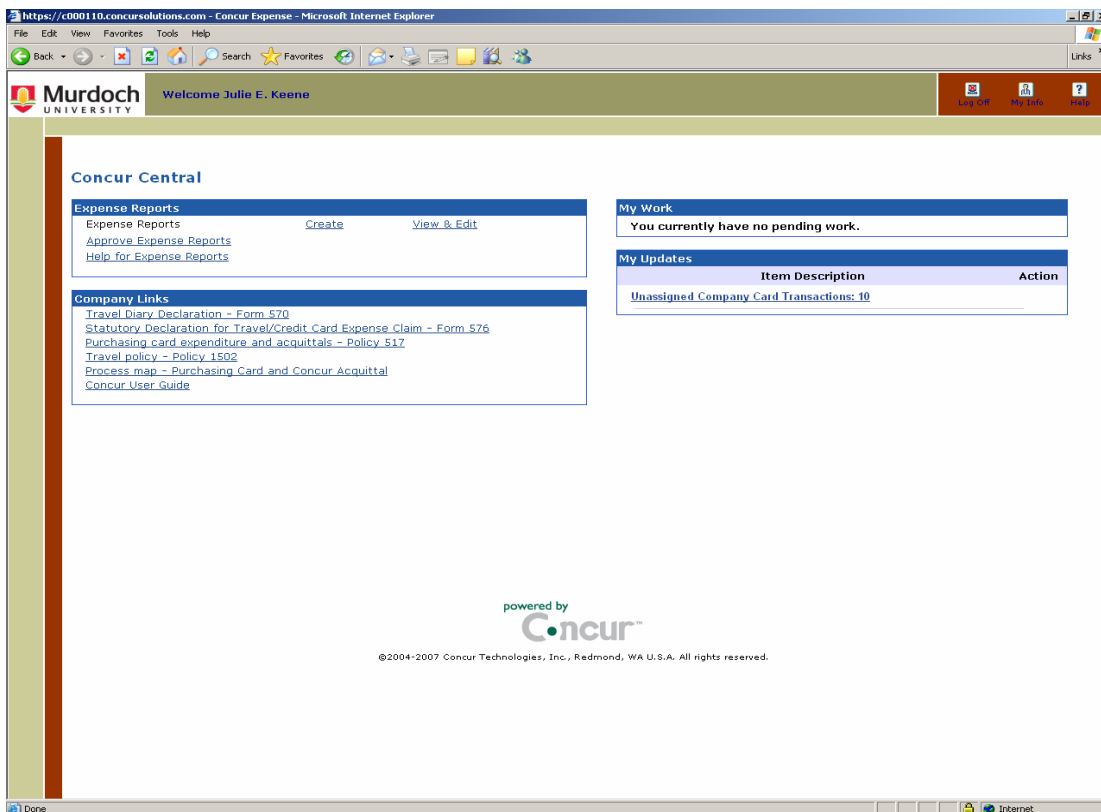 https://c000110.concursolutions.com - Concur Expense - Microsoft Internet Explorer
File Edit View Favorites Tools Help
Back Search Favorites Links
Murdoch
UNIVERSITY
Welcome Julie E. Keene
Log Off My Info Help
Concur Central
Expense Reports
Expense Reports Create View & Edit
Approve Expense Reports
Help for Expense Reports
Company Links
Travel Diary Declaration - Form 570
Statutory Declaration for Travel/Credit Card Expense Claim - Form 576
Purchasing card expenditure and acquittals - Policy 517
Travel policy - Policy 1502
Process map - Purchasing Card and Concur Acquittal
Concur User Guide
My Work
You currently have no pending work.
My Updates
Item Description Action
Unassigned Company Card Transactions: 10
powered by
Concur™
©2004-2007 Concur Technologies, Inc., Redmond, WA U.S.A. All rights reserved.
Done Internet